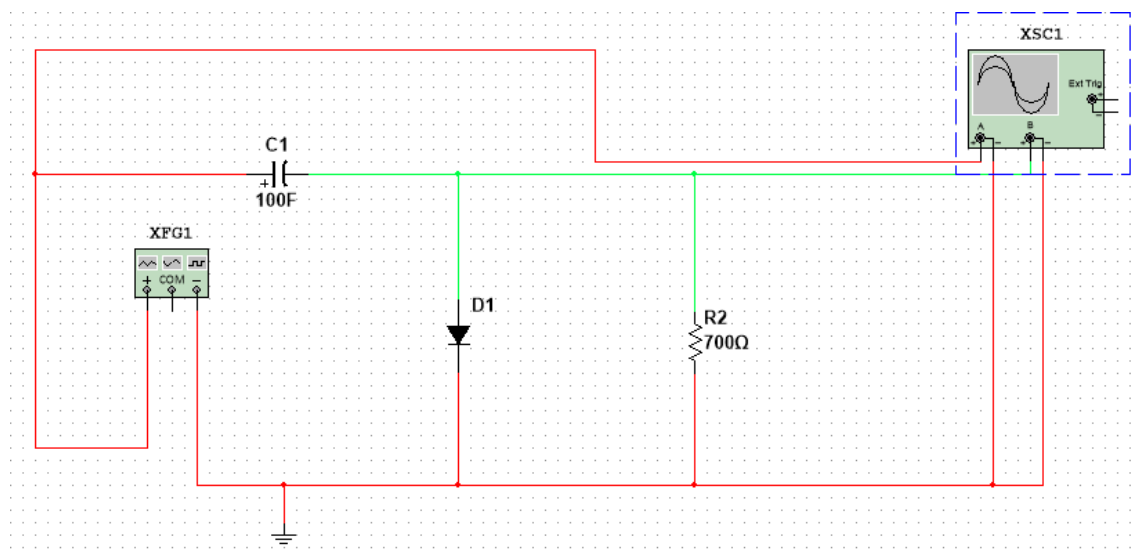 XSC1
Ext Trig
+
−
A
B
+ − + −
C1
+
100F
XFG1
+ COM −
D1
R2
700Ω